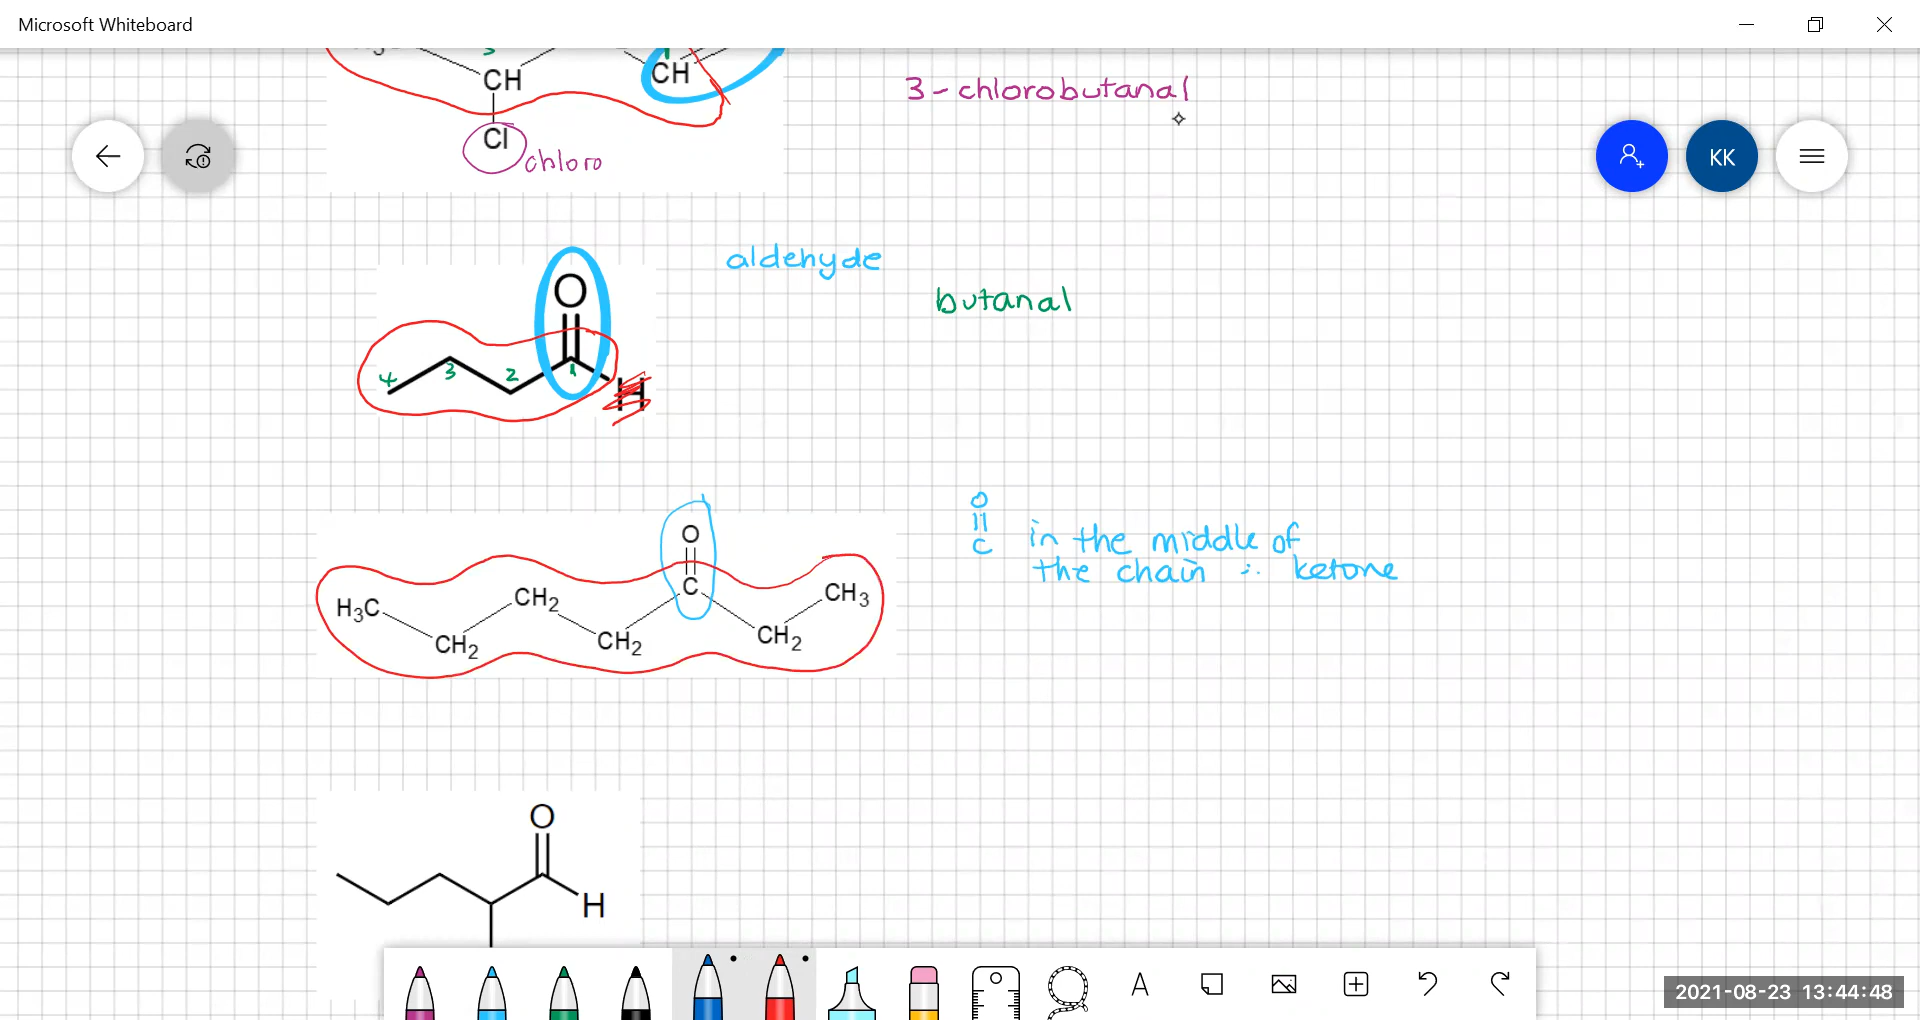 Microsoft Whiteboard
CH
CH
3-chlorobutanal
Cl
chloro
KK
aldehyde
O
butanal
4 3 2 1
H
O
C
in the middle of
the chain ∴ ketone
O
C
H3C CH2 CH2 CH2 CH2 CH3
O
H
A
2021-08-23 13:44:48